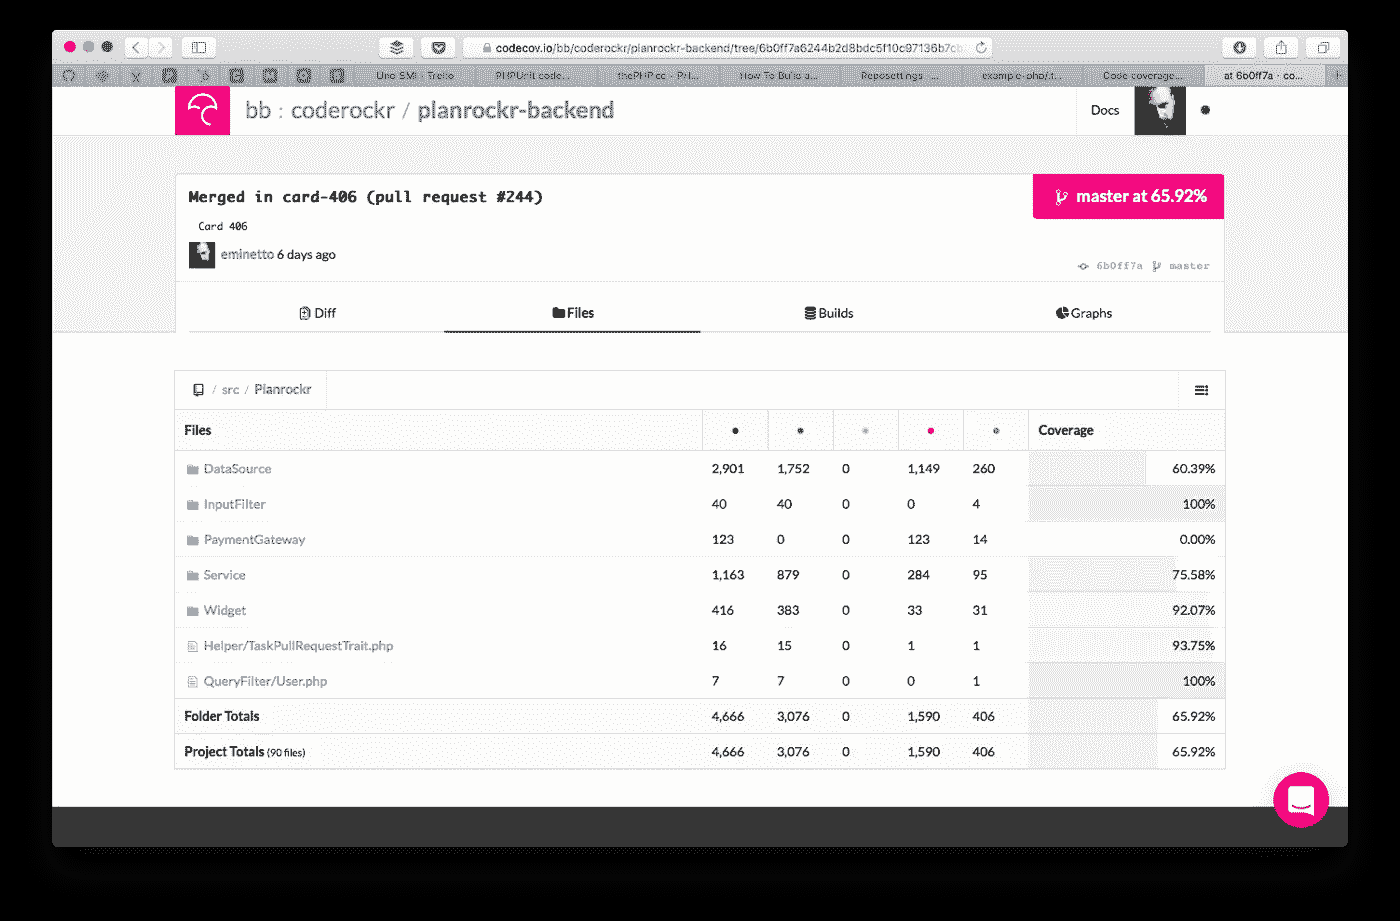 codecov.io/bb/coderockr/planrockr-backend/tree/6b0ff7a6244b2d8bdc5f10c97136b7cb
Uno SMI - Trello PHPUnit code... thePHP.cc - Pal... How To Build a... Reposettings -... example-php/.t... Code coverage... at 6b0ff7a · co...
bb : coderockr / planrockr-backend Docs
Merged in card-406 (pull request #244) master at 65.92%
Card 406
eminetto 6 days ago
6b0ff7a master
Diff Files Builds Graphs
/ src / Planrockr
Files Coverage
DataSource 2,901 1,752 0 1,149 260 60.39%
InputFilter 40 40 0 0 4 100%
PaymentGateway 123 0 0 123 14 0.00%
Service 1,163 879 0 284 95 75.58%
Widget 416 383 0 33 31 92.07%
Helper/TaskPullRequestTrait.php 16 15 0 1 1 93.75%
QueryFilter/User.php 7 7 0 0 1 100%
Folder Totals 4,666 3,076 0 1,590 406 65.92%
Project Totals (90 files) 4,666 3,076 0 1,590 406 65.92%